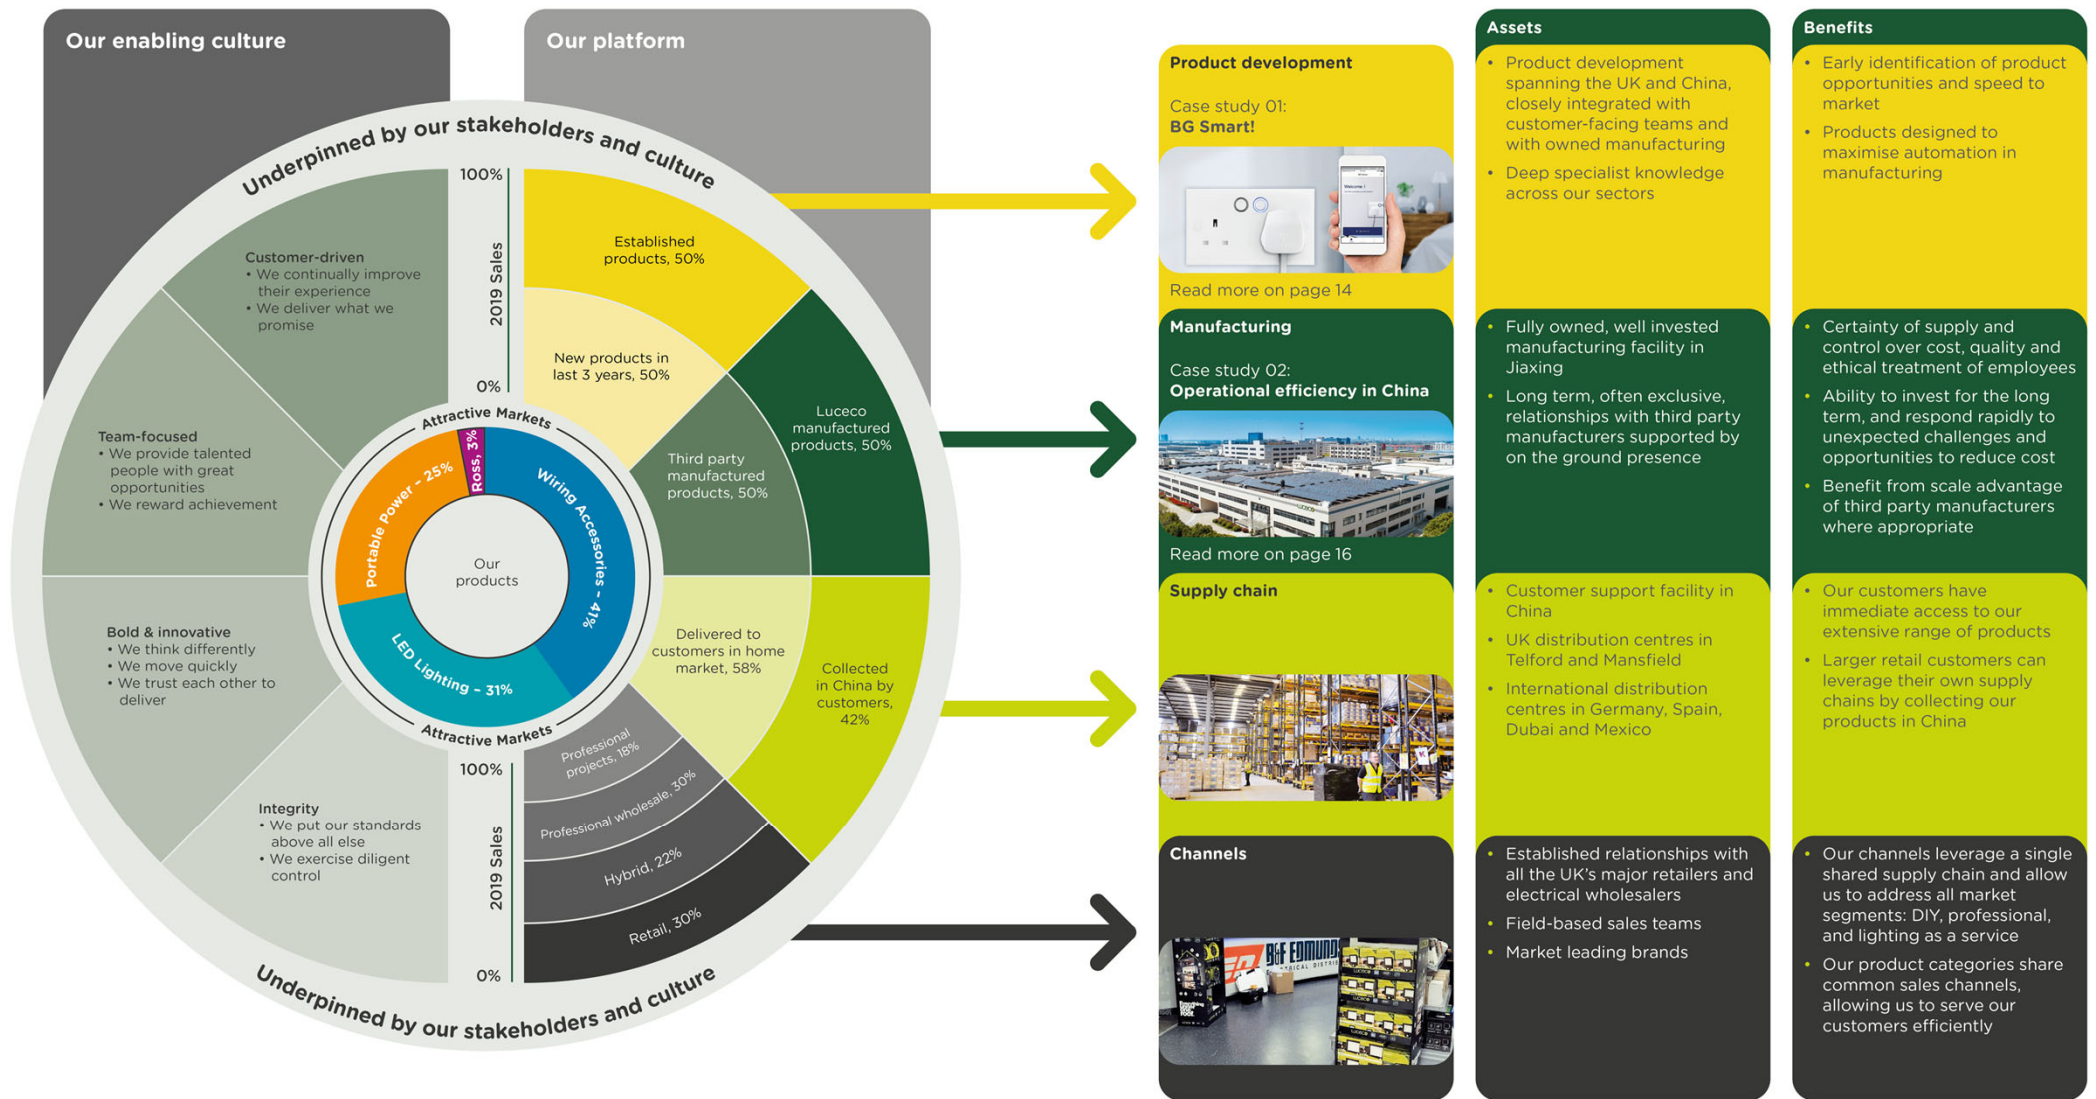 Our enabling culture
Our platform
Underpinned by our stakeholders and culture
Customer-driven
• We continually improve
their experience
• We deliver what we
promise
Team-focused
• We provide talented
people with great
opportunities
• We reward achievement
Bold & innovative
• We think differently
• We move quickly
• We trust each other to
deliver
Integrity
• We put our standards
above all else
• We exercise diligent
control
100%
2019 Sales
0%
Established
products, 50%
New products in
last 3 years, 50%
Luceco
manufactured
products, 50%
Third party
manufactured
products, 50%
Attractive Markets
Ross, 3%
Portable Power – 25%
Wiring Accessories – 41%
LED Lighting – 31%
Our
products
Attractive Markets
Delivered to
customers in home
market, 58%
Collected
in China by
customers,
42%
100%
2019 Sales
0%
Professional
projects, 18%
Professional wholesale, 30%
Hybrid, 22%
Retail, 30%
Underpinned by our stakeholders and culture
Product development
Case study 01:
BG Smart!
Welcome !
Read more on page 14
Manufacturing
Case study 02:
Operational efficiency in China
Read more on page 16
Supply chain
Channels
B&F EDMUNDS
LUCECO
Assets
• Product development
spanning the UK and China,
closely integrated with
customer-facing teams and
with owned manufacturing
• Deep specialist knowledge
across our sectors
• Fully owned, well invested
manufacturing facility in
Jiaxing
• Long term, often exclusive,
relationships with third party
manufacturers supported by
on the ground presence
• Customer support facility in
China
• UK distribution centres in
Telford and Mansfield
• International distribution
centres in Germany, Spain,
Dubai and Mexico
• Established relationships with
all the UK's major retailers and
electrical wholesalers
• Field-based sales teams
• Market leading brands
Benefits
• Early identification of product
opportunities and speed to
market
• Products designed to
maximise automation in
manufacturing
• Certainty of supply and
control over cost, quality and
ethical treatment of employees
• Ability to invest for the long
term, and respond rapidly to
unexpected challenges and
opportunities to reduce cost
• Benefit from scale advantage
of third party manufacturers
where appropriate
• Our customers have
immediate access to our
extensive range of products
• Larger retail customers can
leverage their own supply
chains by collecting our
products in China
• Our channels leverage a single
shared supply chain and allow
us to address all market
segments: DIY, professional,
and lighting as a service
• Our product categories share
common sales channels,
allowing us to serve our
customers efficiently